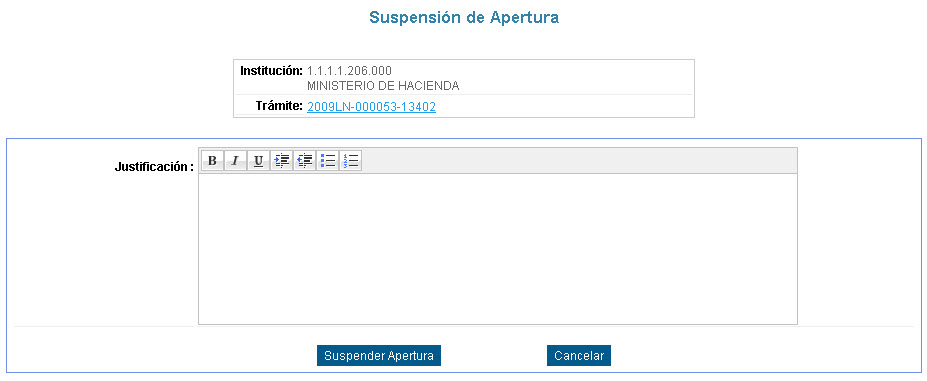 Suspensión de Apertura
Institución: 1.1.1.1.206.000
MINISTERIO DE HACIENDA
Trámite: 2009LN-000053-13402
Justificación :
B I U
Suspender Apertura Cancelar